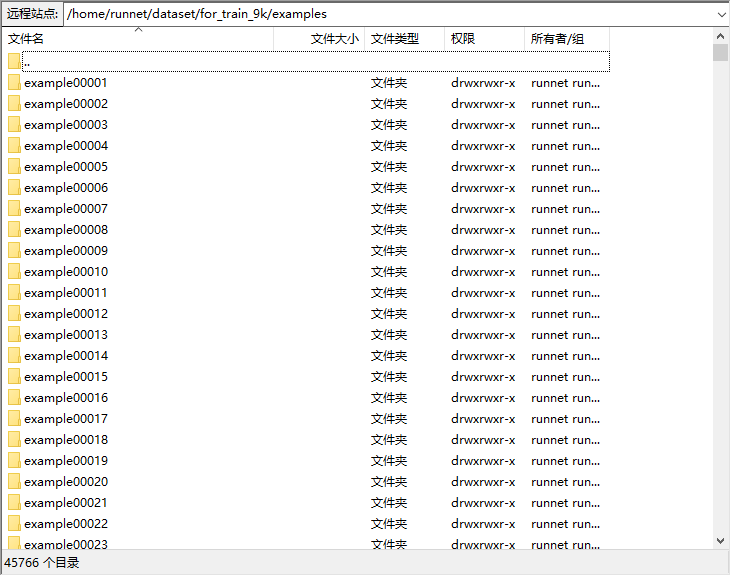 远程站点: /home/runnet/dataset/for_train_9k/examples
文件名 文件大小 文件类型 权限 所有者/组
..
example00001 文件夹 drwxrwxr-x runnet run...
example00002 文件夹 drwxrwxr-x runnet run...
example00003 文件夹 drwxrwxr-x runnet run...
example00004 文件夹 drwxrwxr-x runnet run...
example00005 文件夹 drwxrwxr-x runnet run...
example00006 文件夹 drwxrwxr-x runnet run...
example00007 文件夹 drwxrwxr-x runnet run...
example00008 文件夹 drwxrwxr-x runnet run...
example00009 文件夹 drwxrwxr-x runnet run...
example00010 文件夹 drwxrwxr-x runnet run...
example00011 文件夹 drwxrwxr-x runnet run...
example00012 文件夹 drwxrwxr-x runnet run...
example00013 文件夹 drwxrwxr-x runnet run...
example00014 文件夹 drwxrwxr-x runnet run...
example00015 文件夹 drwxrwxr-x runnet run...
example00016 文件夹 drwxrwxr-x runnet run...
example00017 文件夹 drwxrwxr-x runnet run...
example00018 文件夹 drwxrwxr-x runnet run...
example00019 文件夹 drwxrwxr-x runnet run...
example00020 文件夹 drwxrwxr-x runnet run...
example00021 文件夹 drwxrwxr-x runnet run...
example00022 文件夹 drwxrwxr-x runnet run...
example00023 文件夹 drwxrwxr-x runnet run...
45766 个目录